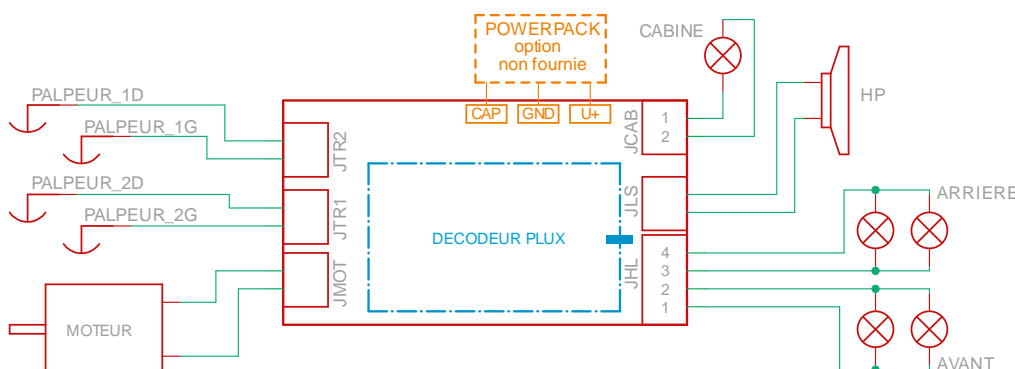 POWERPACK
option
non fournie
CABINE
PALPEUR_1D
PALPEUR_1G
CAP
GND
U+
HP
JTR2
JCAB
1
2
PALPEUR_2D
PALPEUR_2G
JTR1
JLS
ARRIERE
DECODEUR PLUX
JMOT
JHL
4
3
2
1
MOTEUR
AVANT